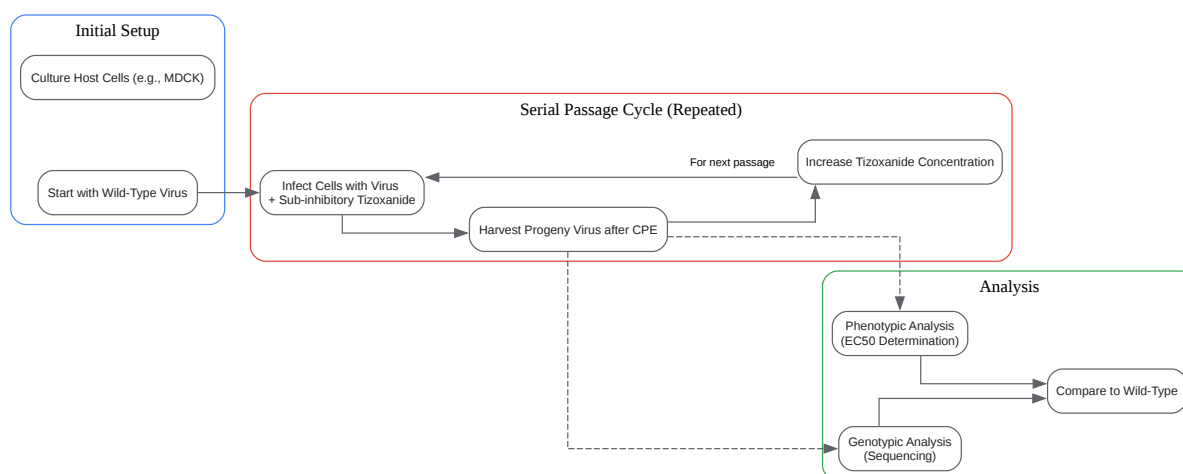 Initial Setup
Culture Host Cells (e.g., MDCK)
Start with Wild-Type Virus
Serial Passage Cycle (Repeated)
For next passage
Increase Tizoxanide Concentration
Infect Cells with Virus
+ Sub-inhibitory Tizoxanide
Harvest Progeny Virus after CPE
Analysis
Phenotypic Analysis
(EC50 Determination)
Compare to Wild-Type
Genotypic Analysis
(Sequencing)